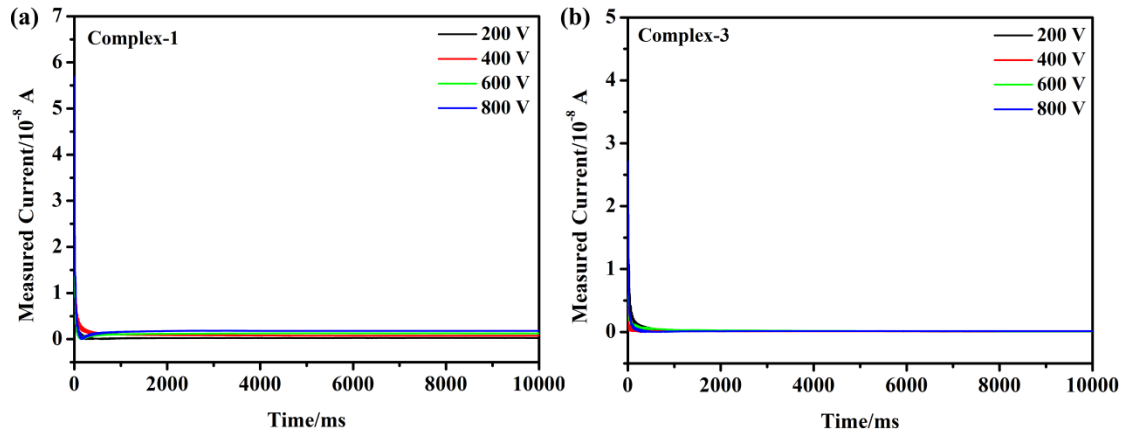 (a)
Complex-1
200 V
400 V
600 V
800 V
7
6
5
4
3
2
1
0
Measured Current/10⁻⁸ A
0 2000 4000 6000 8000 10000
Time/ms
(b)
Complex-3
200 V
400 V
600 V
800 V
5
4
3
2
1
0
Measured Current/10⁻⁸ A
0 2000 4000 6000 8000 10000
Time/ms